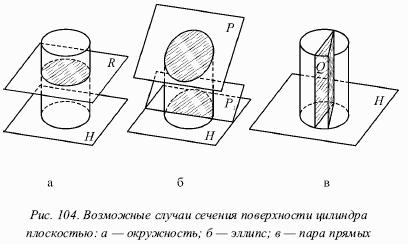 R
H
P
P
H
Q
H
а
б
в
Рис. 104. Возможные случаи сечения поверхности цилиндра
плоскостью: а — окружность; б — эллипс; в — пара прямых